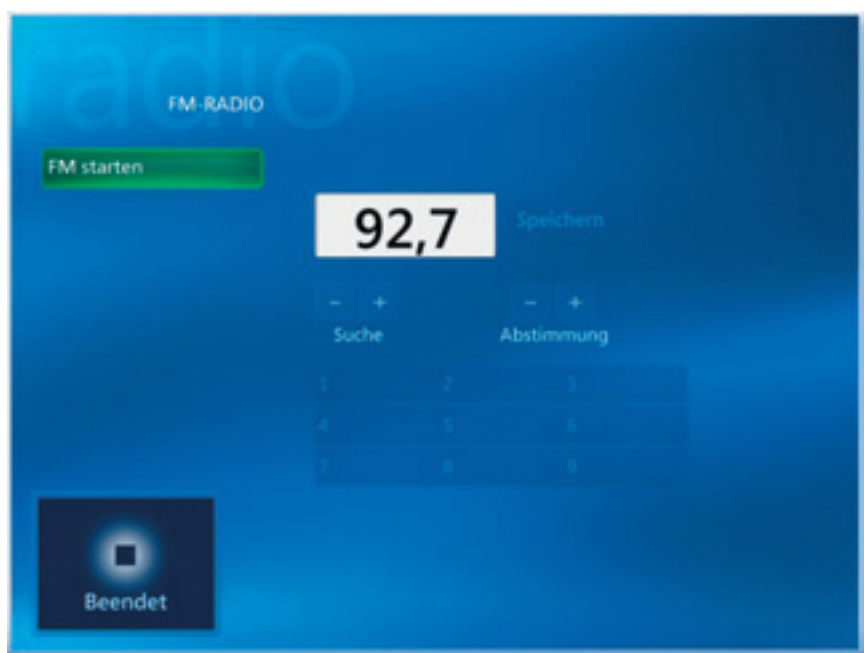 radio
FM-RADIO
FM starten
92,7 Speichern
- + - +
Suche Abstimmung
1 2 3
4 5 6
7 8 9
Beendet